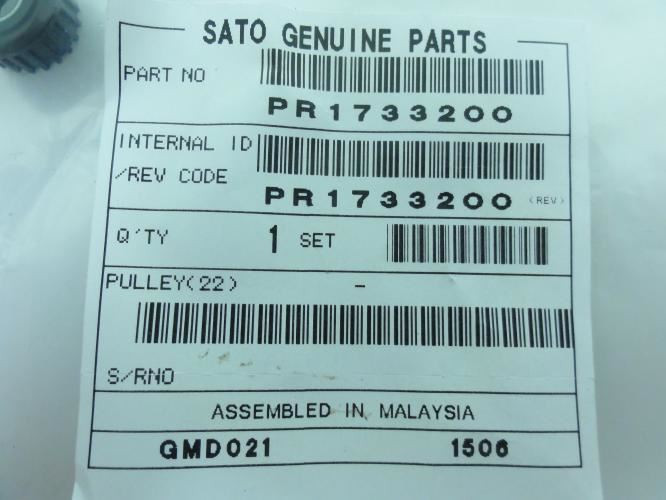 SATO GENUINE PARTS
PART NO
PR1733200
INTERNAL ID
/REV CODE
PR1733200 (REV)
Q'TY 1 SET
PULLEY(22) -
S/RNO
ASSEMBLED IN MALAYSIA
GMD021 1506